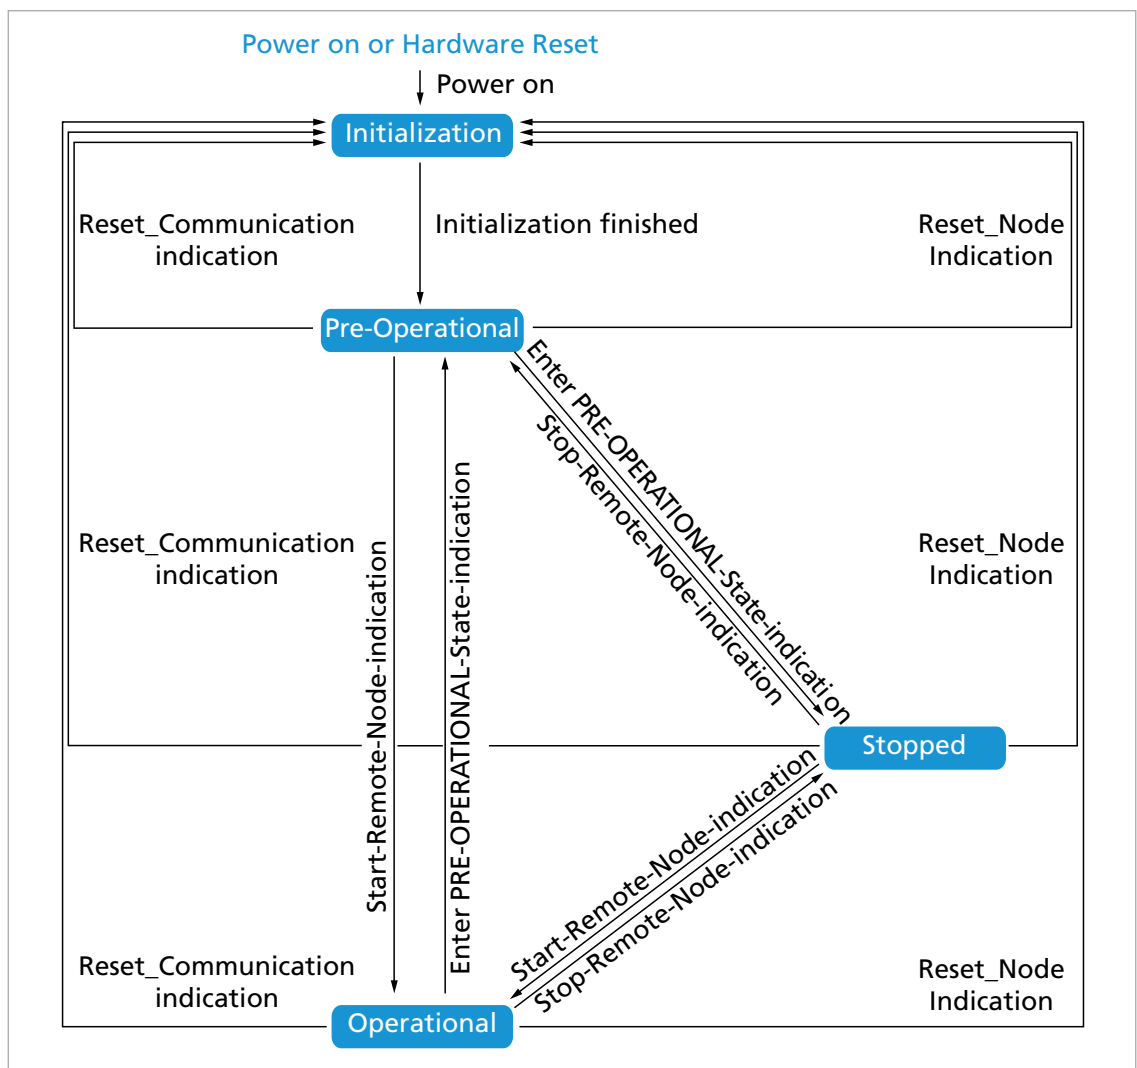 Power on or Hardware Reset
Power on
Initialization
Reset_Communication
indication
Initialization finished
Reset_Node
Indication
Pre-Operational
Enter PRE-OPERATIONAL-State-indication
Stop-Remote-Node-indication
Reset_Communication
indication
Start-Remote-Node-indication
Enter PRE-OPERATIONAL-State-indication
Reset_Node
Indication
Stopped
Start-Remote-Node-indication
Stop-Remote-Node-indication
Reset_Communication
indication
Reset_Node
Indication
Operational